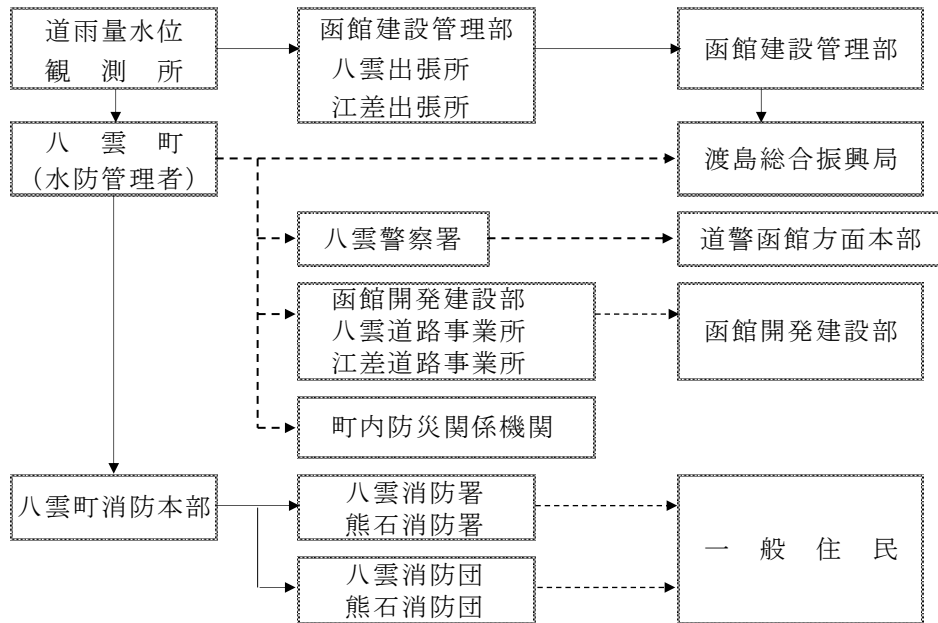 道雨量水位
観測所
函館建設管理部
八雲出張所
江差出張所
函館建設管理部
八雲町
（水防管理者）
渡島総合振興局
八雲警察署
道警函館方面本部
函館開発建設部
八雲道路事業所
江差道路事業所
函館開発建設部
町内防災関係機関
八雲町消防本部
八雲消防署
熊石消防署
八雲消防団
熊石消防団
一般住民